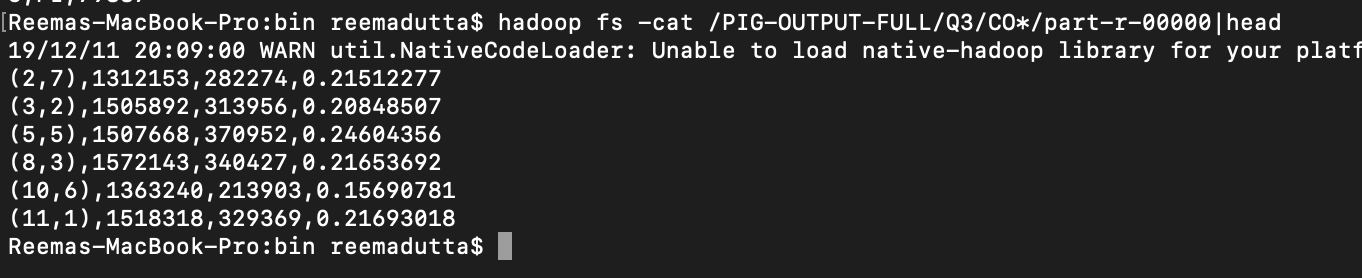 [Reemas-MacBook-Pro:bin reemadutta$ hadoop fs -cat /PIG-OUTPUT-FULL/Q3/CO*/part-r-00000|head
19/12/11 20:09:00 WARN util.NativeCodeLoader: Unable to load native-hadoop library for your platf
(2,7),1312153,282274,0.21512277
(3,2),1505892,313956,0.20848507
(5,5),1507668,370952,0.24604356
(8,3),1572143,340427,0.21653692
(10,6),1363240,213903,0.15690781
(11,1),1518318,329369,0.21693018
Reemas-MacBook-Pro:bin reemadutta$